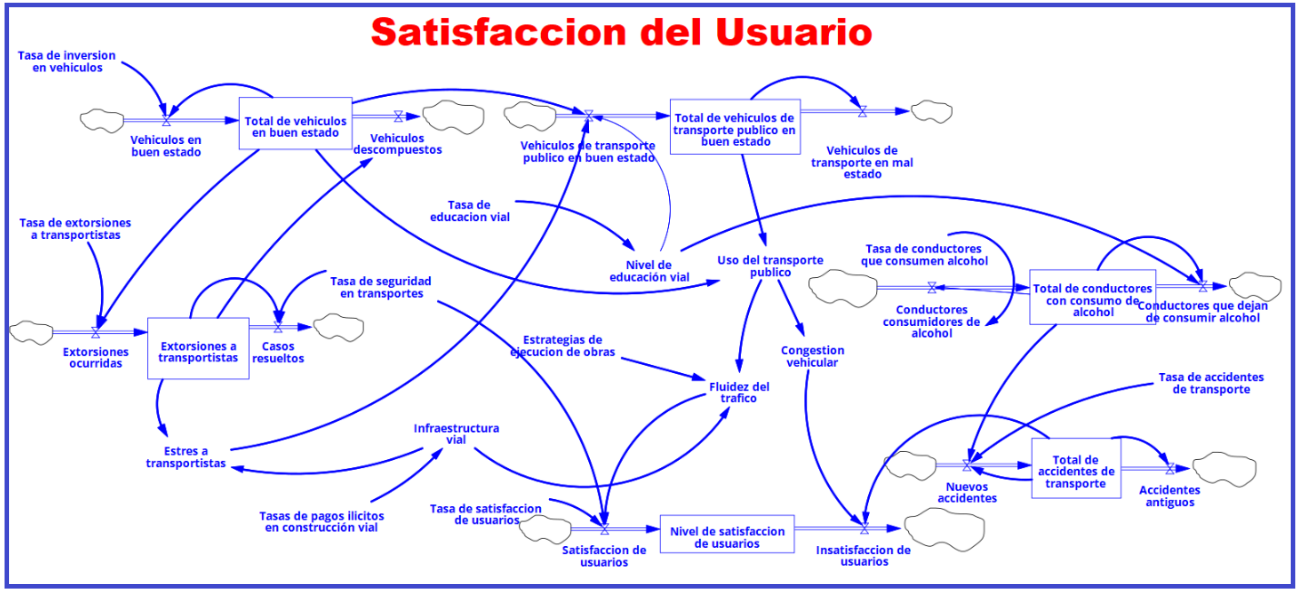 Satisfaccion del Usuario
Tasa de inversion
en vehiculos
Vehiculos en
buen estado
Total de vehiculos
en buen estado
Vehiculos
descompuestos
Vehiculos de transporte
publico en buen estado
Total de vehiculos de
transporte publico en
buen estado
Vehiculos de
transporte en mal
estado
Tasa de extorsiones
a transportistas
Tasa de
educacion vial
Nivel de
educación vial
Uso del transporte
publico
Tasa de conductores
que consumen alcohol
Conductores
consumidores de
alcohol
Total de conductores
con consumo de
alcohol
Conductores que dejan
de consumir alcohol
Tasa de seguridad
en transportes
Extorsiones
ocurridas
Extorsiones a
transportistas
Casos
resueltos
Estrategias de
ejecucion de obras
Congestion
vehicular
Fluidez del
trafico
Tasa de accidentes
de transporte
Estres a
transportistas
Infraestructura
vial
Tasas de pagos ilicitos
en construcción vial
Nuevos
accidentes
Total de
accidentes de
transporte
Accidentes
antiguos
Tasa de satisfaccion
de usuarios
Satisfaccion de
usuarios
Nivel de satisfaccion
de usuarios
Insatisfaccion de
usuarios